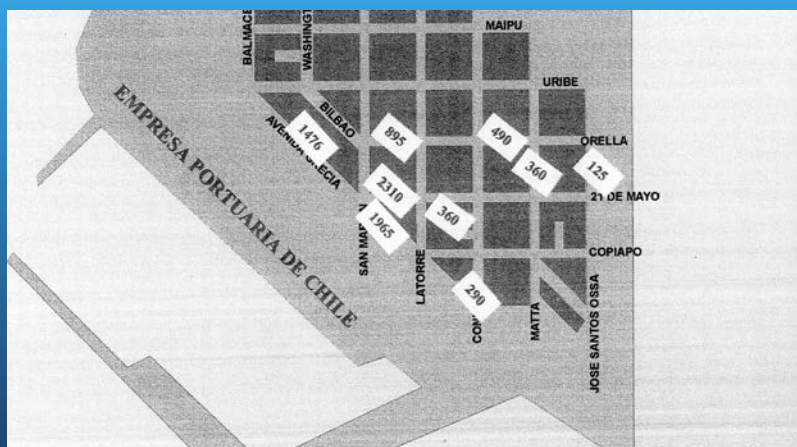 BALMACE
WASHINGT
MAIPU
URIBE
BILBAO
EMPRESA PORTUARIA DE CHILE
1476
895
490
ORELLA
360
125
2310
21 DE MAYO
360
1965
SAN MAR
COPIAPO
LATORRE
290
CON
MATTA
JOSE SANTOS OSSA
AVENIDA GRECIA